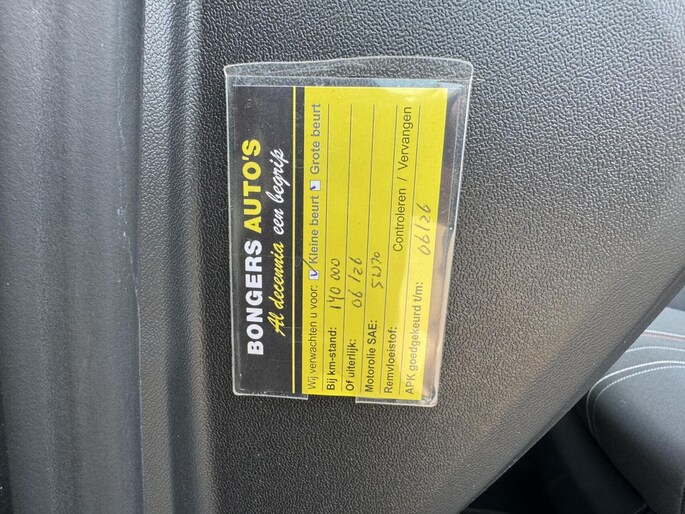 BONGERS AUTO'S
Al decennia een begrip
Wij verwachten u voor: Kleine beurt Grote beurt
Bij km-stand: 140 000
Of uiterlijk: 06/26
Motorolie SAE: 5W30
Remvloeistof: Controleren / Vervangen
APK goedgekeurd t/m: 06/26